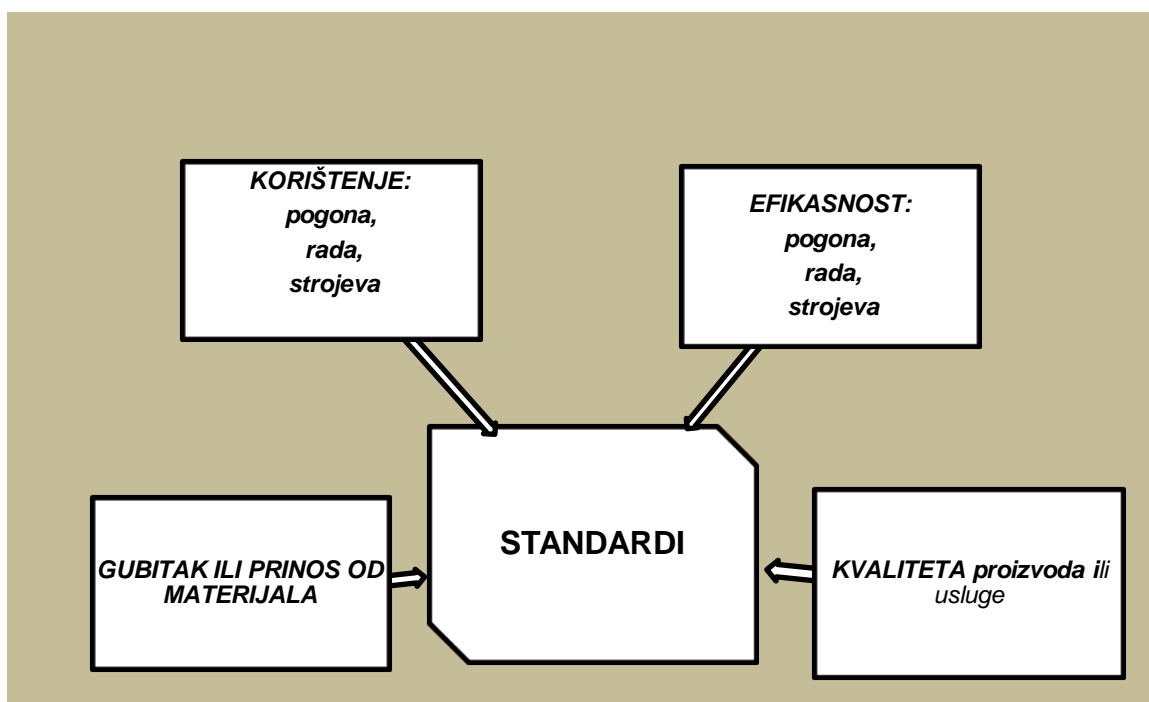 KORIŠTENJE:
pogona,
rada,
strojeva
EFIKASNOST:
pogona,
rada,
strojeva
STANDARDI
GUBITAK ILI PRINOS OD
MATERIJALA
KVALITETA proizvoda ili
usluge